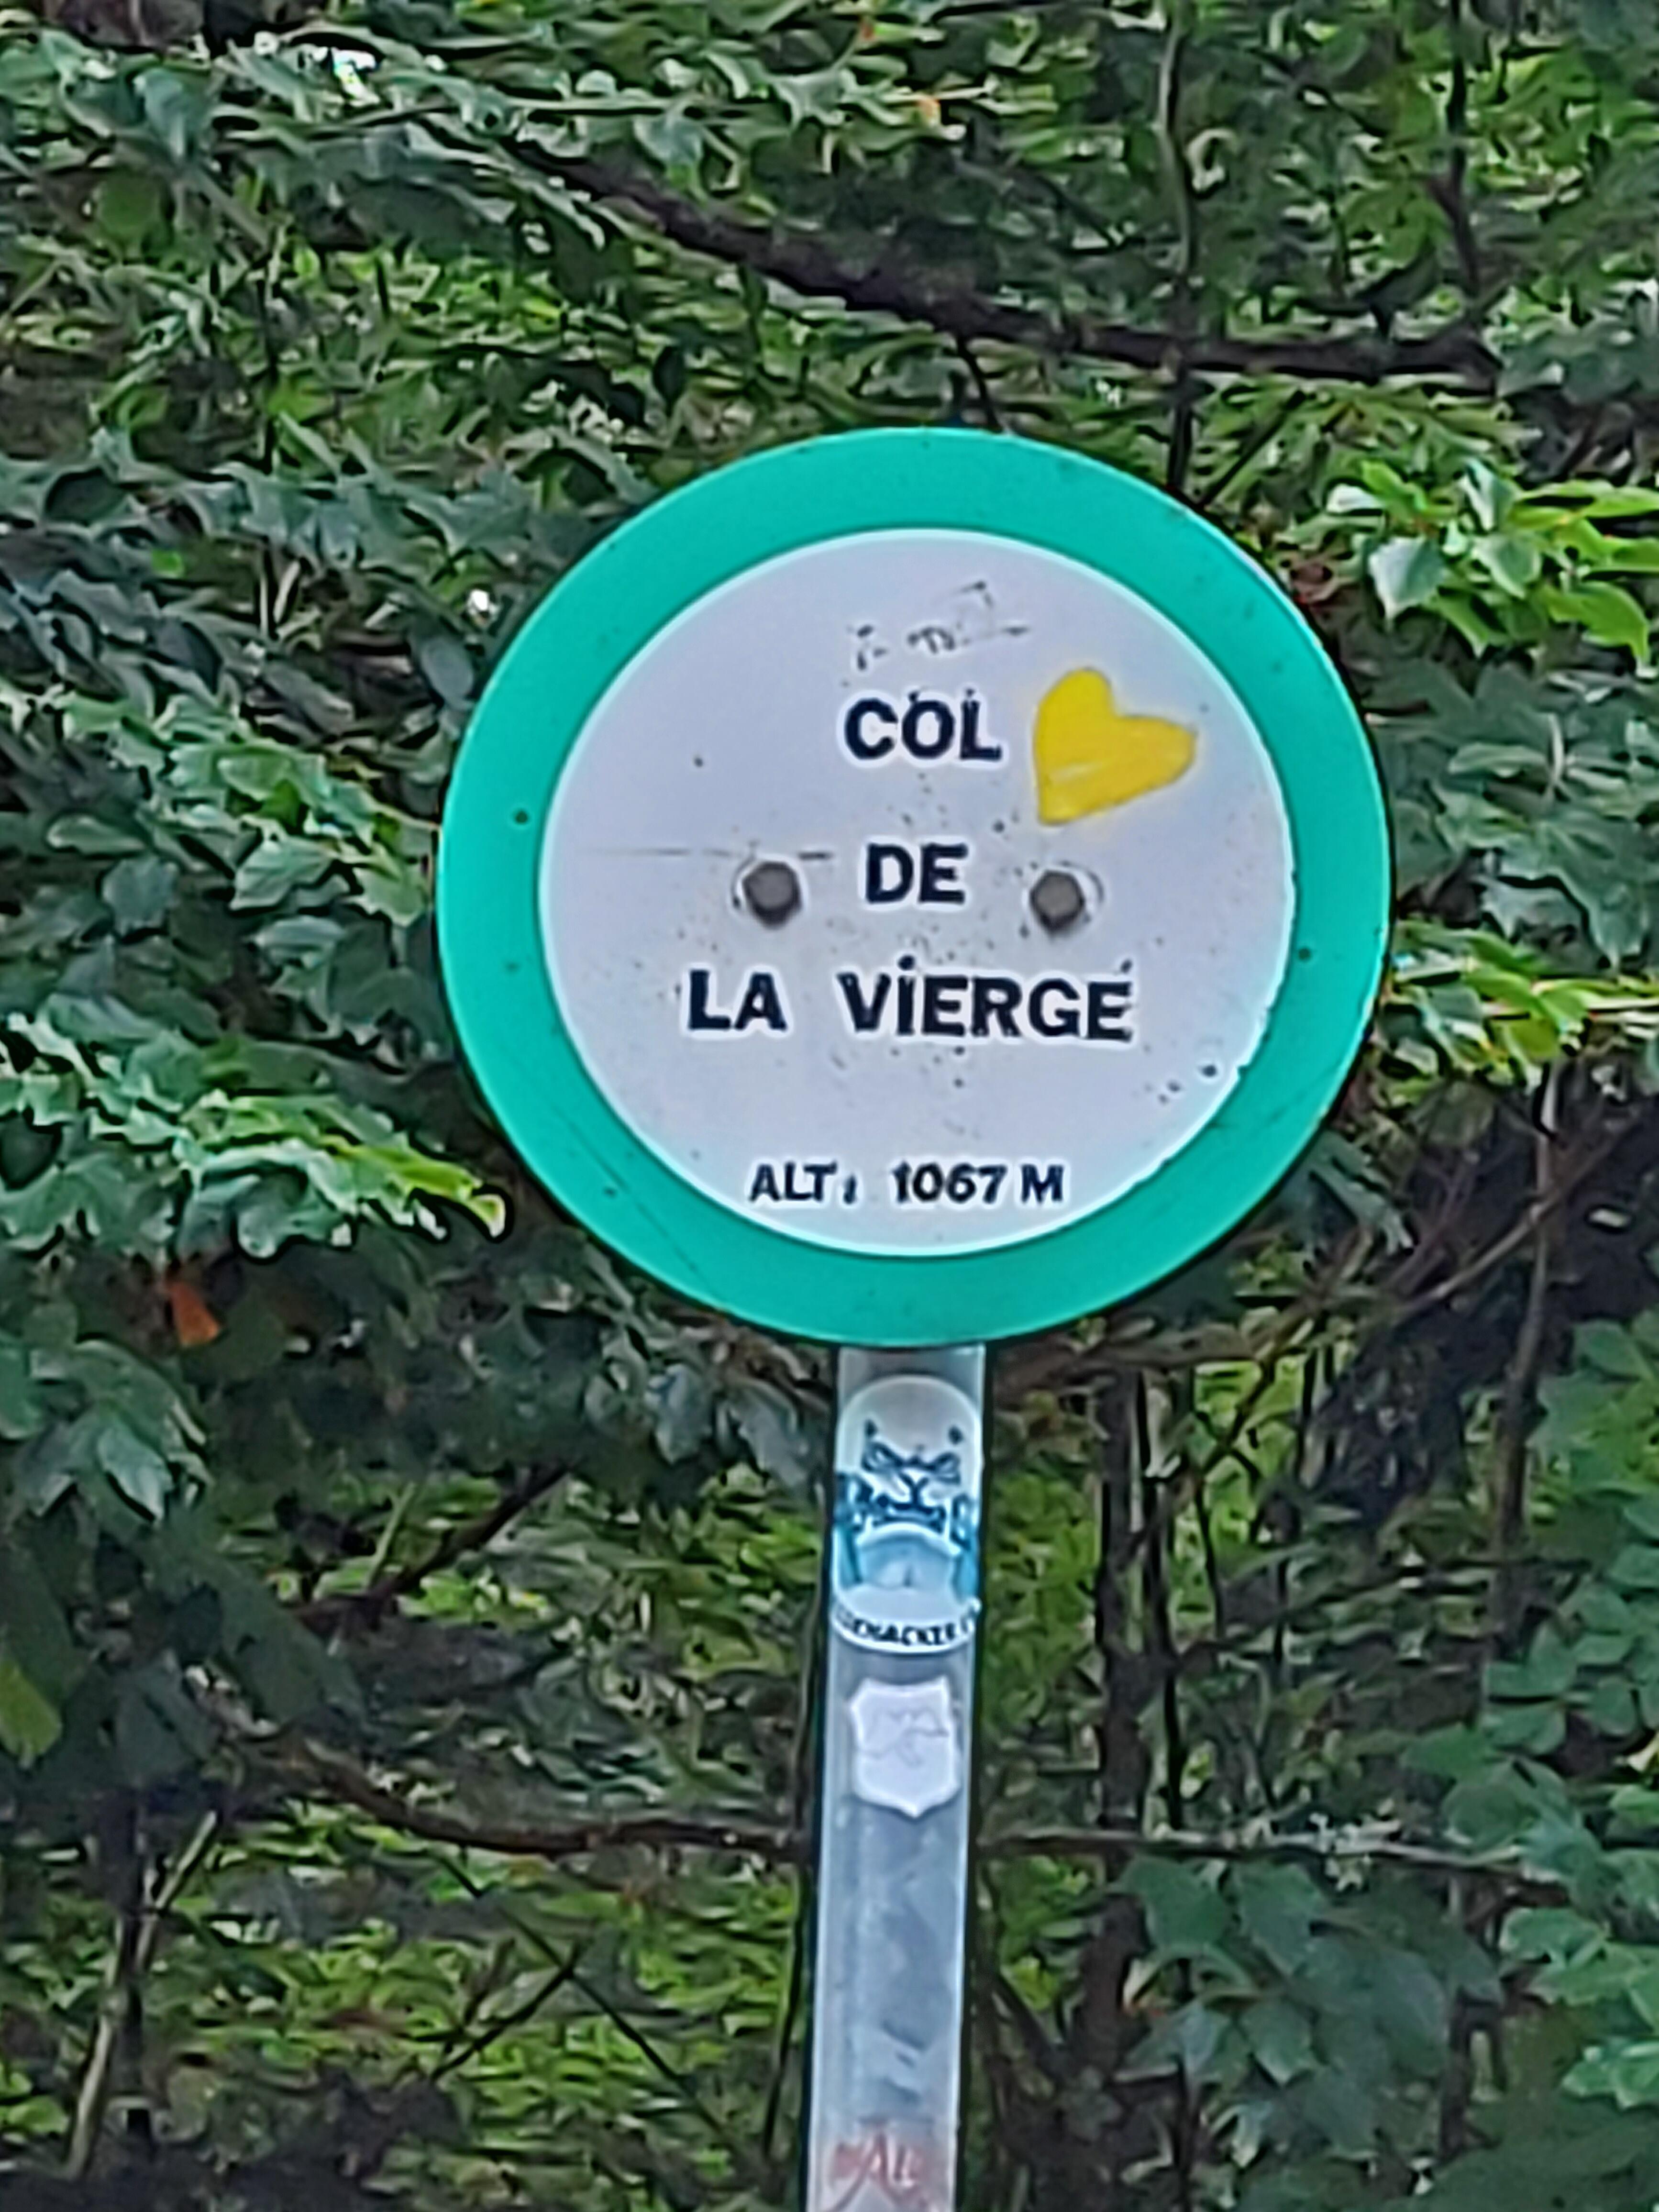 COL
DE
LA VIERGE
ALT: 1067 M